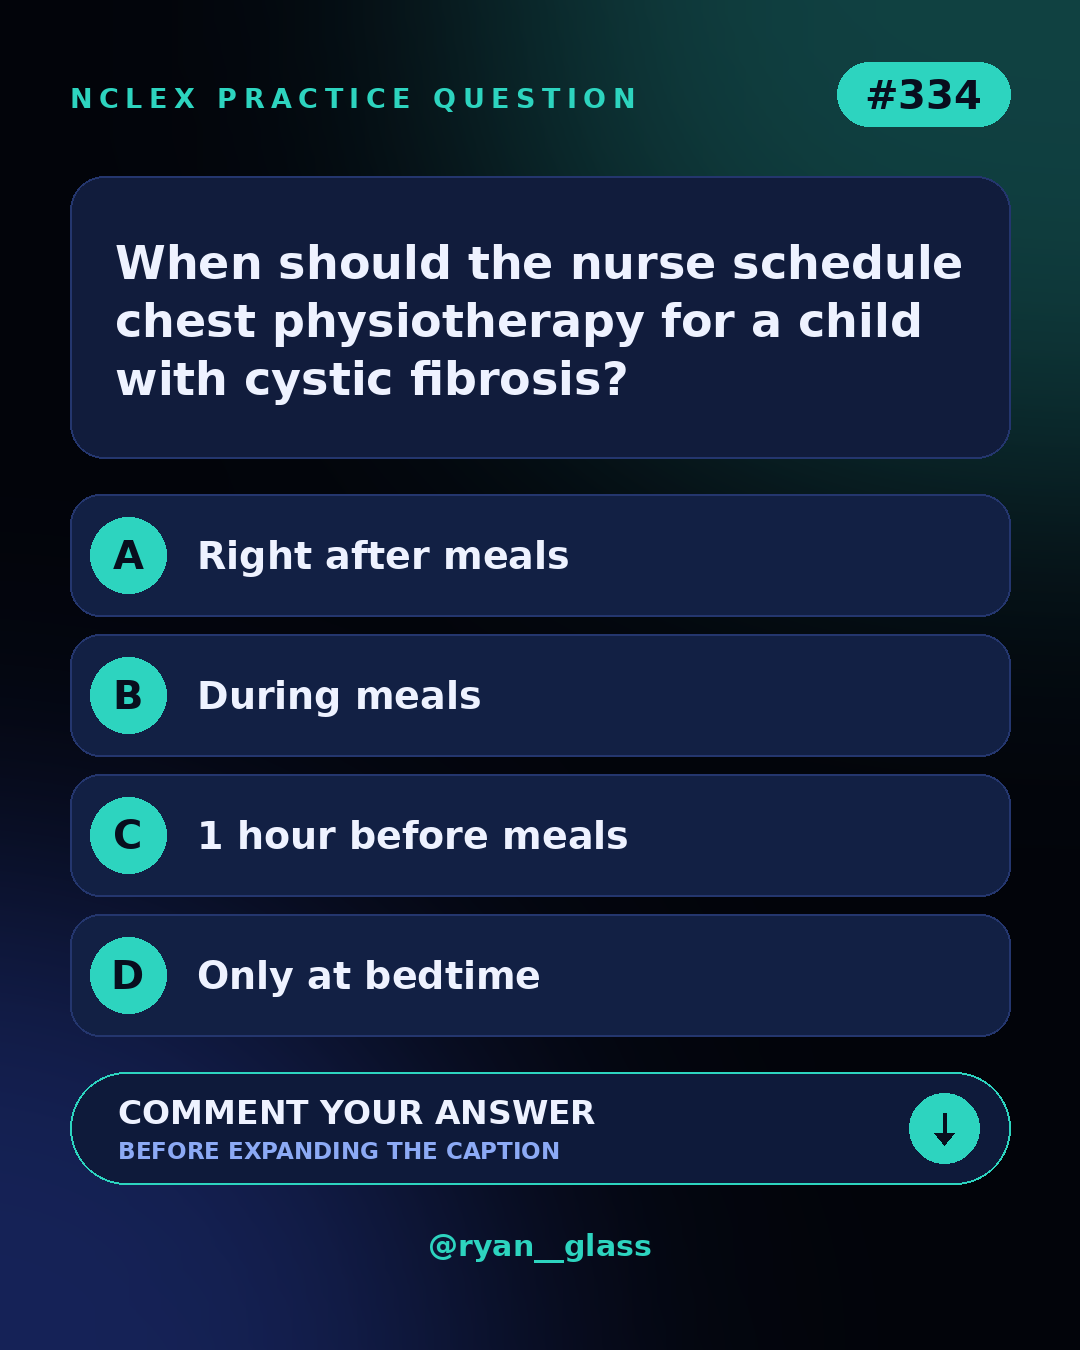 NCLEX PRACTICE QUESTION
#334
When should the nurse schedule
chest physiotherapy for a child
with cystic fibrosis?
A Right after meals
B During meals
C 1 hour before meals
D Only at bedtime
COMMENT YOUR ANSWER
BEFORE EXPANDING THE CAPTION
@ryan__glass